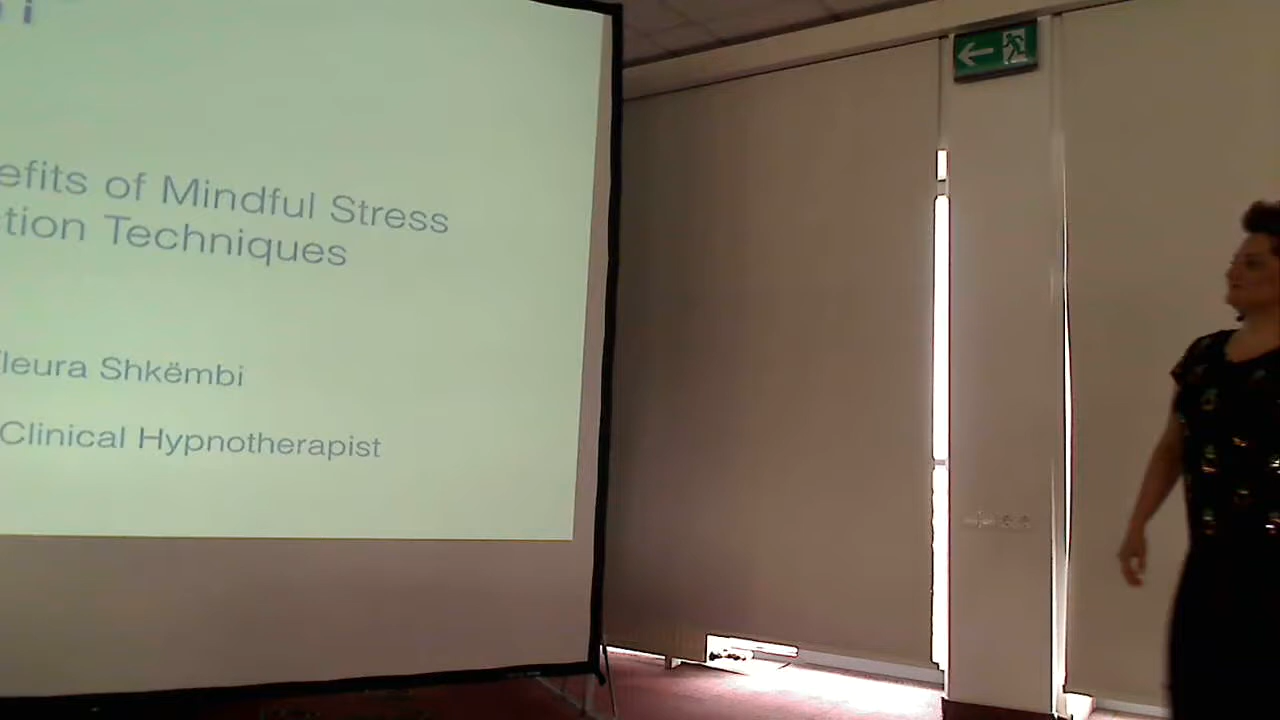 efits of Mindful Stress
tion Techniques
leura Shkëmbi
Clinical Hypnotherapist